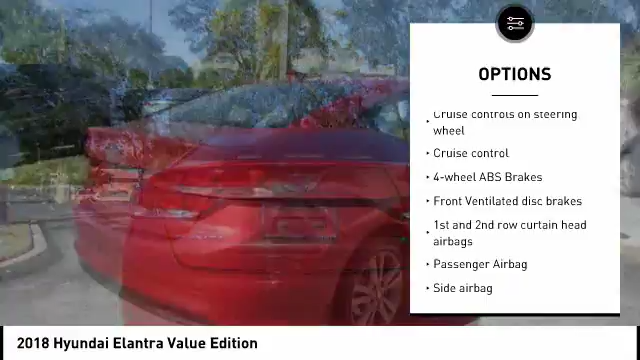 OPTIONS
Cruise controls on steering
wheel
Cruise control
4-wheel ABS Brakes
Front Ventilated disc brakes
1st and 2nd row curtain head
airbags
Passenger Airbag
Side airbag
2018 Hyundai Elantra Value Edition